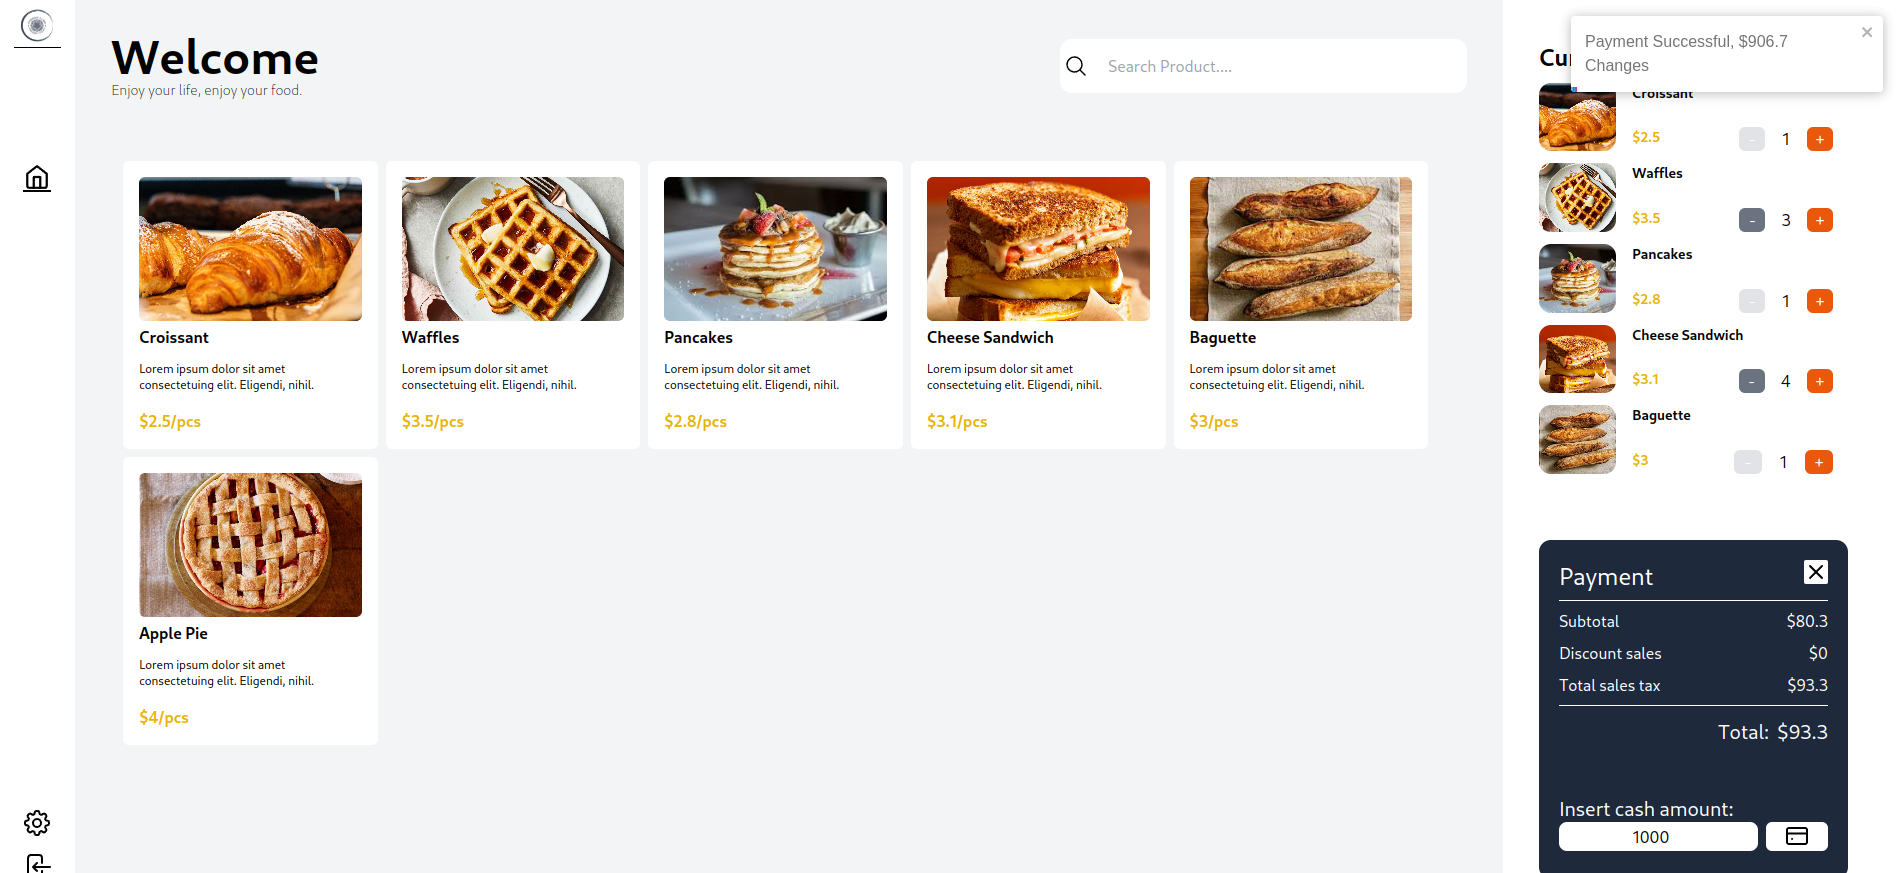 Welcome
Enjoy your life, enjoy your food.
Search Product....
Croissant
Lorem ipsum dolor sit amet
consectetuing elit. Eligendi, nihil.
$2.5/pcs
Waffles
Lorem ipsum dolor sit amet
consectetuing elit. Eligendi, nihil.
$3.5/pcs
Pancakes
Lorem ipsum dolor sit amet
consectetuing elit. Eligendi, nihil.
$2.8/pcs
Cheese Sandwich
Lorem ipsum dolor sit amet
consectetuing elit. Eligendi, nihil.
$3.1/pcs
Baguette
Lorem ipsum dolor sit amet
consectetuing elit. Eligendi, nihil.
$3/pcs
Apple Pie
Lorem ipsum dolor sit amet
consectetuing elit. Eligendi, nihil.
$4/pcs
Payment Successful, $906.7
Changes
Croissant
$2.5 - 1 +
Waffles
$3.5 - 3 +
Pancakes
$2.8 - 1 +
Cheese Sandwich
$3.1 - 4 +
Baguette
$3 - 1 +
Payment
Subtotal $80.3
Discount sales $0
Total sales tax $93.3
Total: $93.3
Insert cash amount:
1000